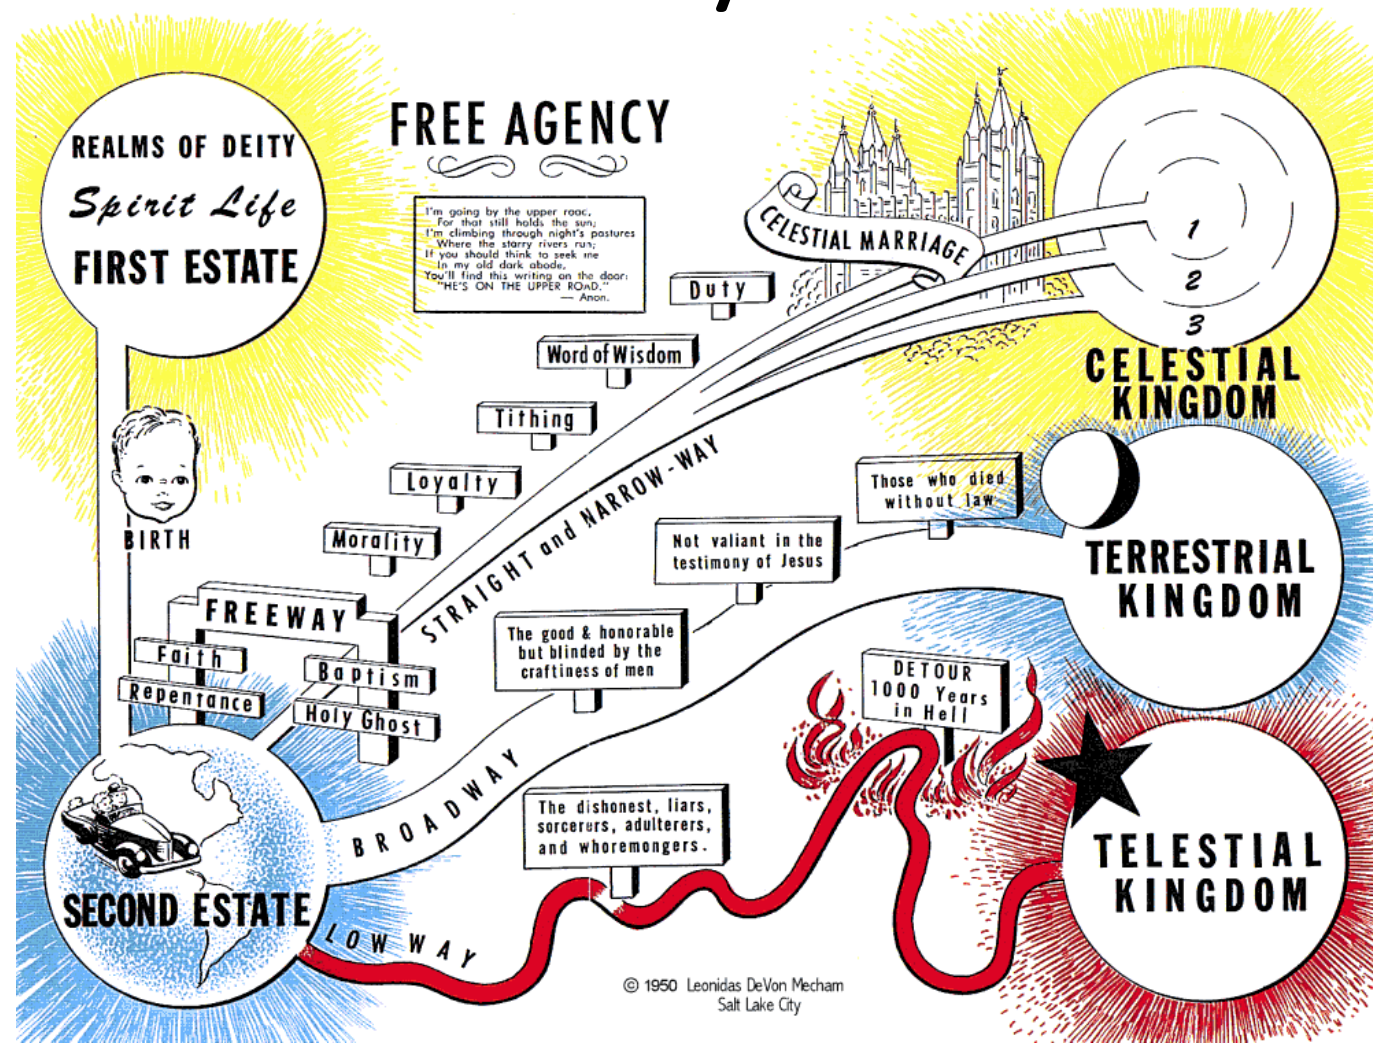 REALMS OF DEITY
Spirit Life
FIRST ESTATE
FREE AGENCY
I'm going by the upper road,
For that still holds the sun;
I'm climbing through night's pastures
Where the starry rivers run;
If you should think to seek me
In my old dark abode,
You'll find this writing on the door:
"HE'S ON THE UPPER ROAD."
— Anon.
CELESTIAL MARRIAGE
1
2
3
CELESTIAL
KINGDOM
Duty
Word of Wisdom
Tithing
Loyalty
Morality
STRAIGHT and NARROW-WAY
BIRTH
FREEWAY
Faith
Repentance
Baptism
Holy Ghost
Those who died
without law
Not valiant in the
testimony of Jesus
The good & honorable
but blinded by the
craftiness of men
TERRESTRIAL
KINGDOM
BROADWAY
DETOUR
1000 Years
in Hell
The dishonest, liars,
sorcerers, adulterers,
and whoremongers.
TELESTIAL
KINGDOM
SECOND ESTATE
LOW WAY
© 1950 Leonidas DeVon Mecham
Salt Lake City